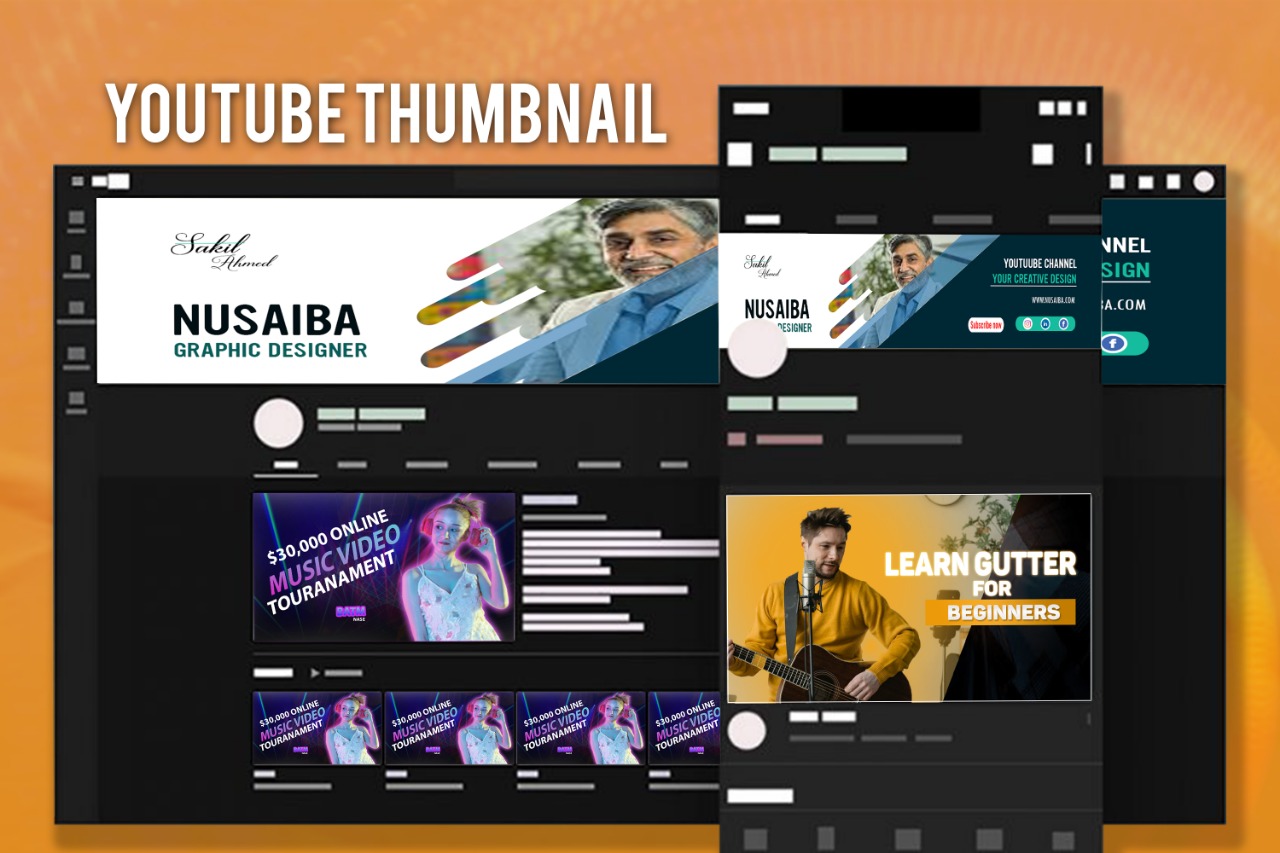 YOUTUBE THUMBNAIL
Sakil
Ahmed
NUSAIBA
GRAPHIC DESIGNER
NNEL
SIGN
BA.COM
f
Sakil
Ahmed
NUSAIBA
DESIGNER
YOUTUUBE CHANNEL
YOUR CREATIVE DESIGN
WWW.NUSAIBA.COM
Subscribe now
in
f
$30,000 ONLINE
MUSIC VIDEO
TOURANAMENT
LEARN GUTTER
FOR
BEGINNERS
$30,000 ONLINE
MUSIC VIDEO
TOURANAMENT
$30,000 ONLINE
MUSIC VIDEO
TOURANAMENT
$30,000 ONLINE
MUSIC VIDEO
TOURANAMENT
$30,000 ONLINE
MUSIC VIDEO
TOURANAMENT